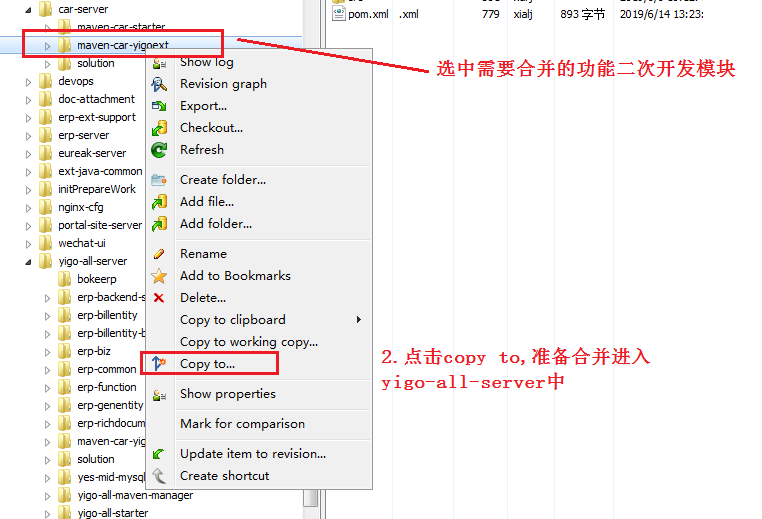 car-server
maven-car-starter
maven-car-yigoext
solution
devops
doc-attachment
erp-ext-support
erp-server
eureak-server
ext-java-common
initPrepareWork
nginx-cfg
portal-site-server
wechat-ui
yigo-all-server
bokeerp
erp-backend-s
erp-billentity
erp-billentity-b
erp-biz
erp-common
erp-function
erp-genentity
erp-richdocum
maven-car-yig
solution
yes-mid-mysql
yigo-all-maven-manager
yigo-all-starter
Show log
Revision graph
Export...
Checkout...
Refresh
Create folder...
Add file...
Add folder...
Rename
Add to Bookmarks
Delete...
Copy to clipboard
Copy to working copy...
Copy to...
Show properties
Mark for comparison
Update item to revision...
Create shortcut
pom.xml .xml 779 xialj 893 字节 2019/6/14 13:23:
选中需要合并的功能二次开发模块
2.点击copy to,准备合并进入
yigo-all-server中